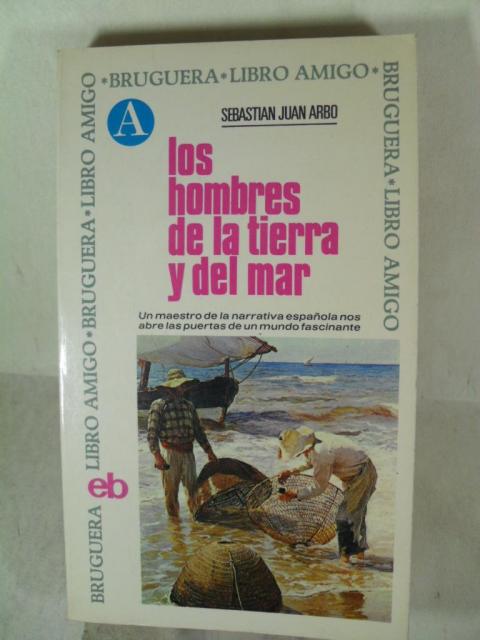 *BRUGUERA*LIBRO AMIGO*
BRUGUERA*LIBRO AMIGO
BRUGUERA LIBRO AMIGO*BRUGUERA*LIBRO AMIGO
A
SEBASTIAN JUAN ARBO
los
hombres
de la tierra
y del mar
Un maestro de la narrativa española nos
abre las puertas de un mundo fascinante
eb